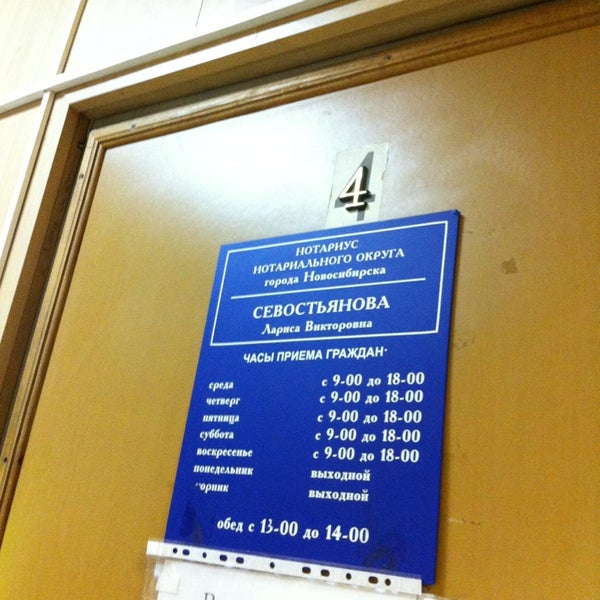 4
НОТАРИУС
НОТАРИАЛЬНОГО ОКРУГА
города Новосибирска
СЕВОСТЬЯНОВА
Лариса Викторовна
ЧАСЫ ПРИЕМА ГРАЖДАН
среда с 9-00 до 18-00
четверг с 9-00 до 18-00
пятница с 9-00 до 18-00
суббота с 9-00 до 18-00
воскресенье с 9-00 до 18-00
понедельник выходной
орник выходной
обед с 13-00 до 14-00